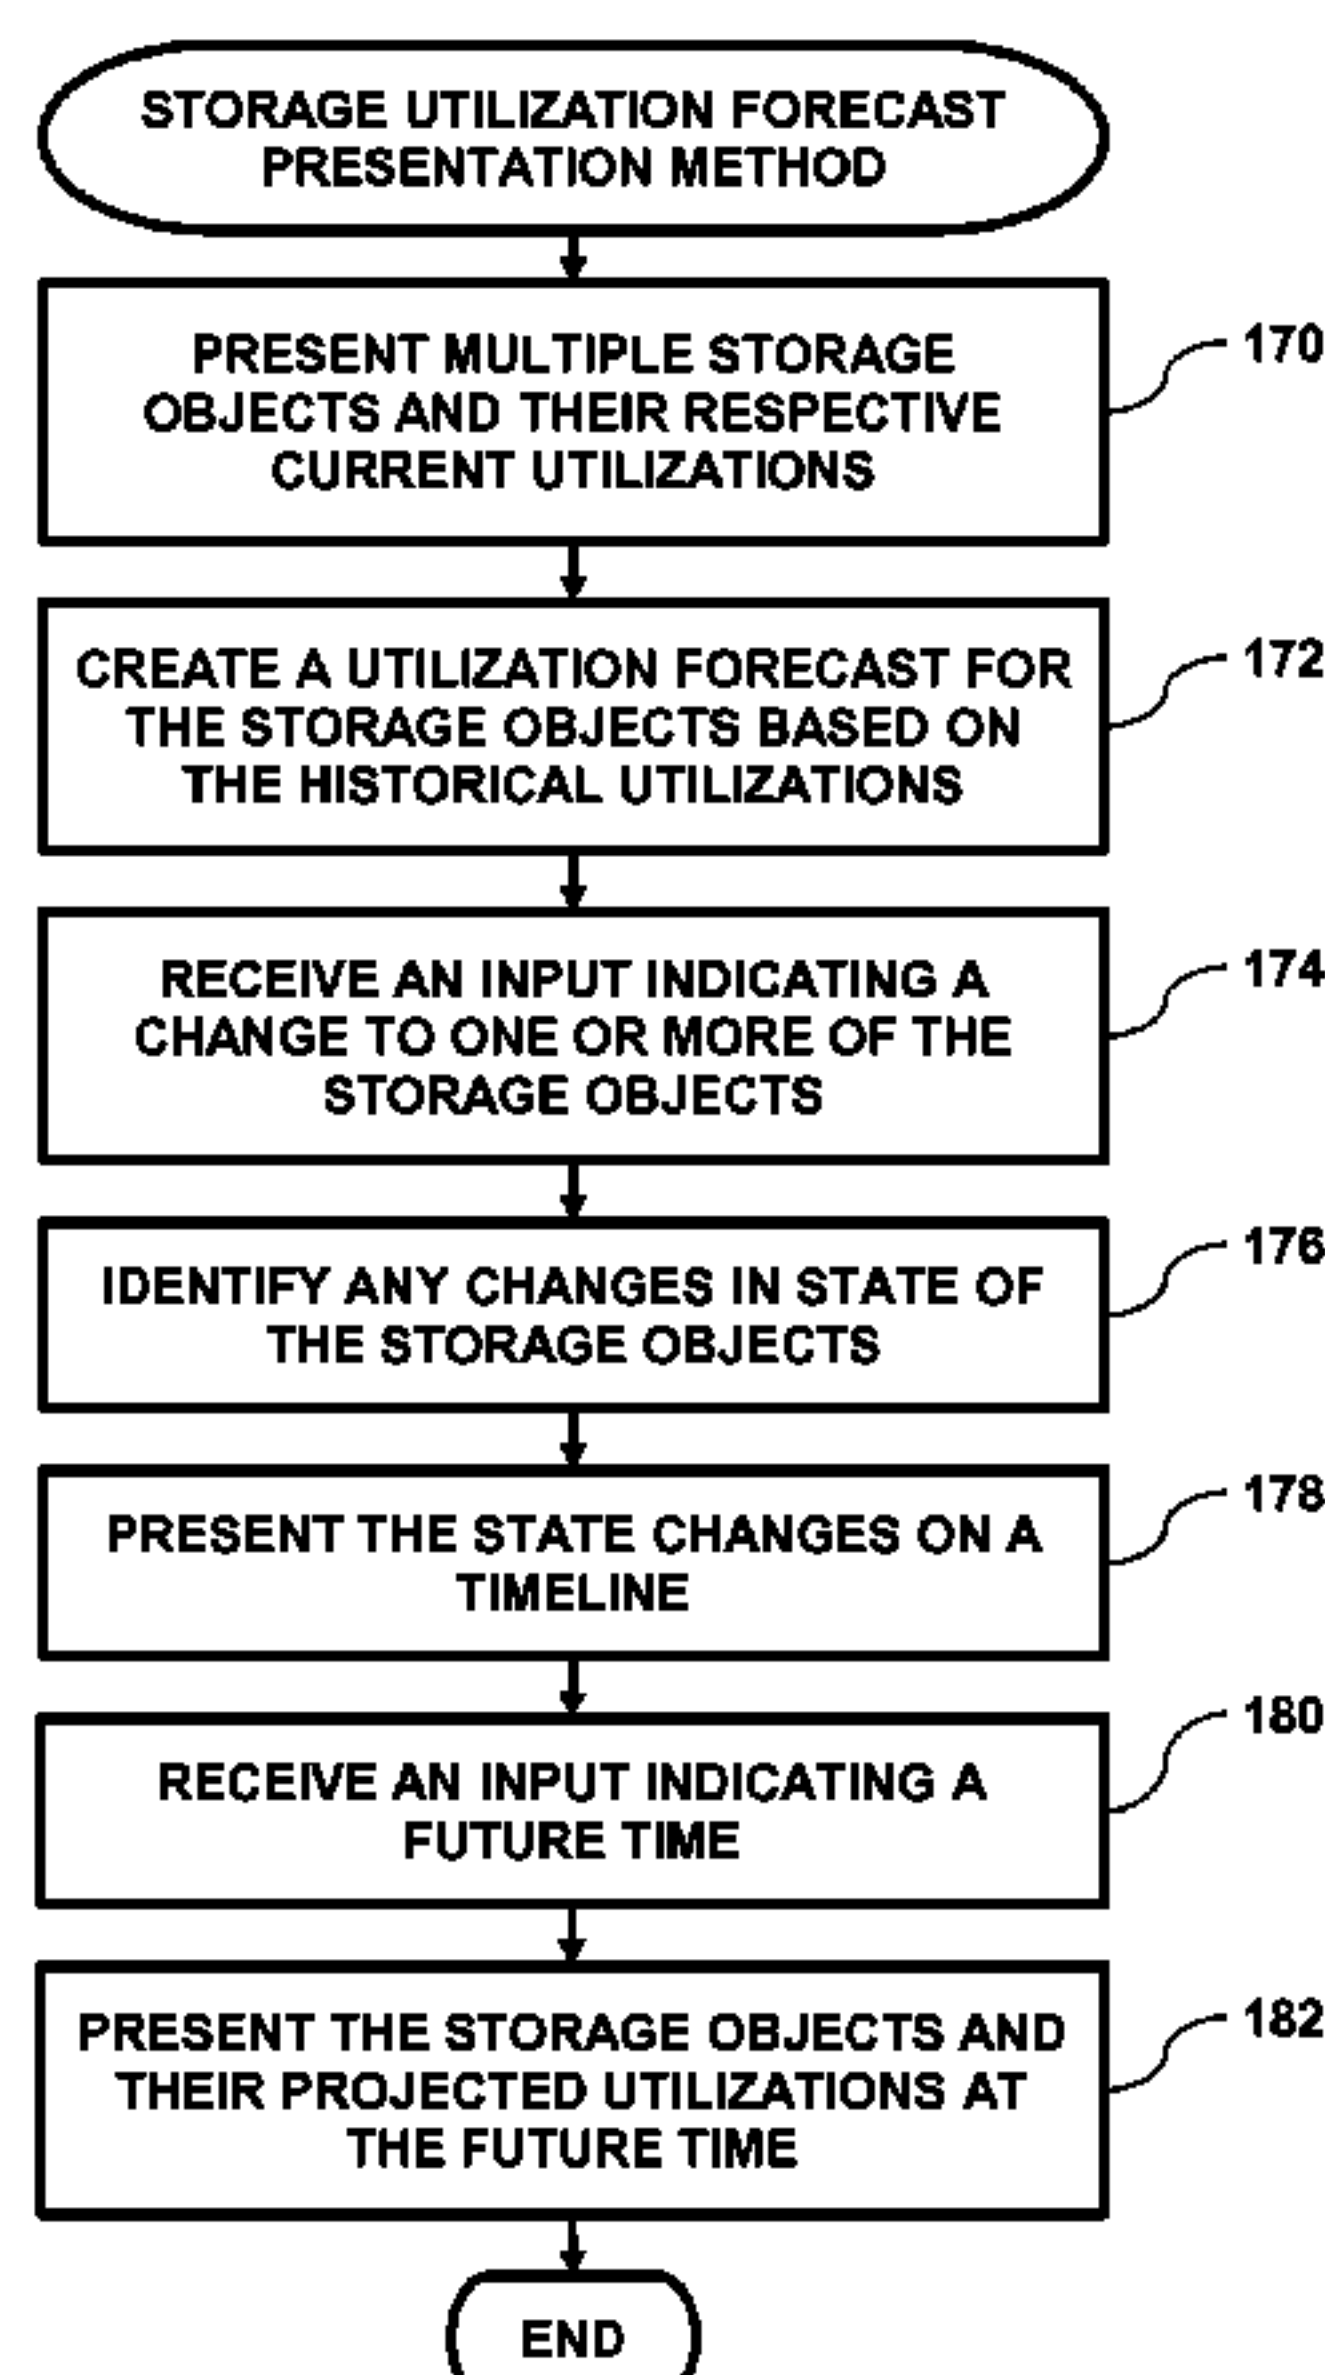 STORAGE UTILIZATION FORECAST
PRESENTATION METHOD
PRESENT MULTIPLE STORAGE
OBJECTS AND THEIR RESPECTIVE
CURRENT UTILIZATIONS
170
CREATE A UTILIZATION FORECAST FOR
THE STORAGE OBJECTS BASED ON
THE HISTORICAL UTILIZATIONS
172
RECEIVE AN INPUT INDICATING A
CHANGE TO ONE OR MORE OF THE
STORAGE OBJECTS
174
IDENTIFY ANY CHANGES IN STATE OF
THE STORAGE OBJECTS
176
PRESENT THE STATE CHANGES ON A
TIMELINE
178
RECEIVE AN INPUT INDICATING A
FUTURE TIME
180
PRESENT THE STORAGE OBJECTS AND
THEIR PROJECTED UTILIZATIONS AT
THE FUTURE TIME
182
END